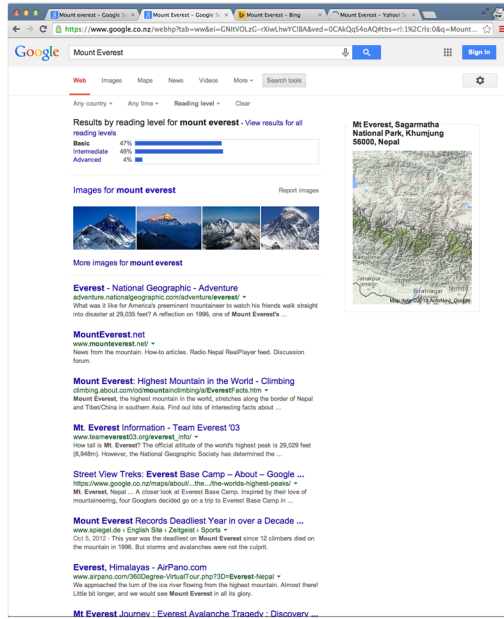 Mount everest - Google Se
Mount Everest - Google Se
Mount everest - Bing
Mount everest - Yahoo! Se
https://www.google.co.nz/webhp?tab=ww&ei=GNltVOLzG-rXiwLhwYCIBA&ved=0CAkQqS4oAQ#tbs=rl:1%2Crls:0&q=Mount...
Google
Mount Everest
Sign in
Web Images Maps News Videos More Search tools
Any country Any time Reading level Clear
Results by reading level for mount everest - View results for all
reading levels
Basic 47%
Intermediate 48%
Advanced 4%
Images for mount everest
Report images
More images for mount everest
Everest - National Geographic - Adventure
adventure.nationalgeographic.com/adventure/everest/
What was it like for America's preeminent mountaineer to watch his friends walk straight
into disaster at 29,035 feet? A reflection on 1996, one of Mount Everest's ...
MountEverest.net
www.mounteverest.net/
News from the mountain. How-to articles. Radio Nepal RealPlayer feed. Discussion
forum.
Mount Everest: Highest Mountain in the World - Climbing
climbing.about.com/od/mountainclimbing/a/EverestFacts.htm
Mount Everest, the highest mountain in the world, stretches along the border of Nepal
and Tibet/China in southern Asia. Find out lots of interesting facts about ...
Mt. Everest Information - Team Everest '03
www.teameverest03.org/everest_info/
How tall is Mt. Everest? The official altitude of the world's highest peak is 29,029 feet
(8,848m). However, the National Geographic Society has determined the ...
Street View Treks: Everest Base Camp – About – Google ...
https://www.google.co.nz/maps/about/...the.../the-worlds-highest-peaks/
Mt. Everest, Nepal ... A closer look at Everest Base Camp. Inspired by their love of
mountaineering, four Googlers decided go on a trip to Everest Base Camp in ...
Mount Everest Records Deadliest Year in over a Decade ...
www.spiegel.de › English Site › Zeitgeist › Sports
Oct 5, 2012 - This year was the deadliest on Mount Everest since 12 climbers died on
the mountain in 1996. But storms and avalanches were not the culprit.
Everest, Himalayas - AirPano.com
www.airpano.com/360Degree-VirtualTour.php?3D=Everest-Nepal
We approached the turn of the ice river flowing from the highest mountain. Almost there!
Little bit longer, and we would see Mount Everest in all its glory.
Mt Everest Journey : Everest Avalanche Tragedy : Discovery ...
Mt Everest, Sagarmatha
National Park, Khumjung
56000, Nepal
Janakpur
Biratnagar
Map data ©2015 AutoNavi, Google